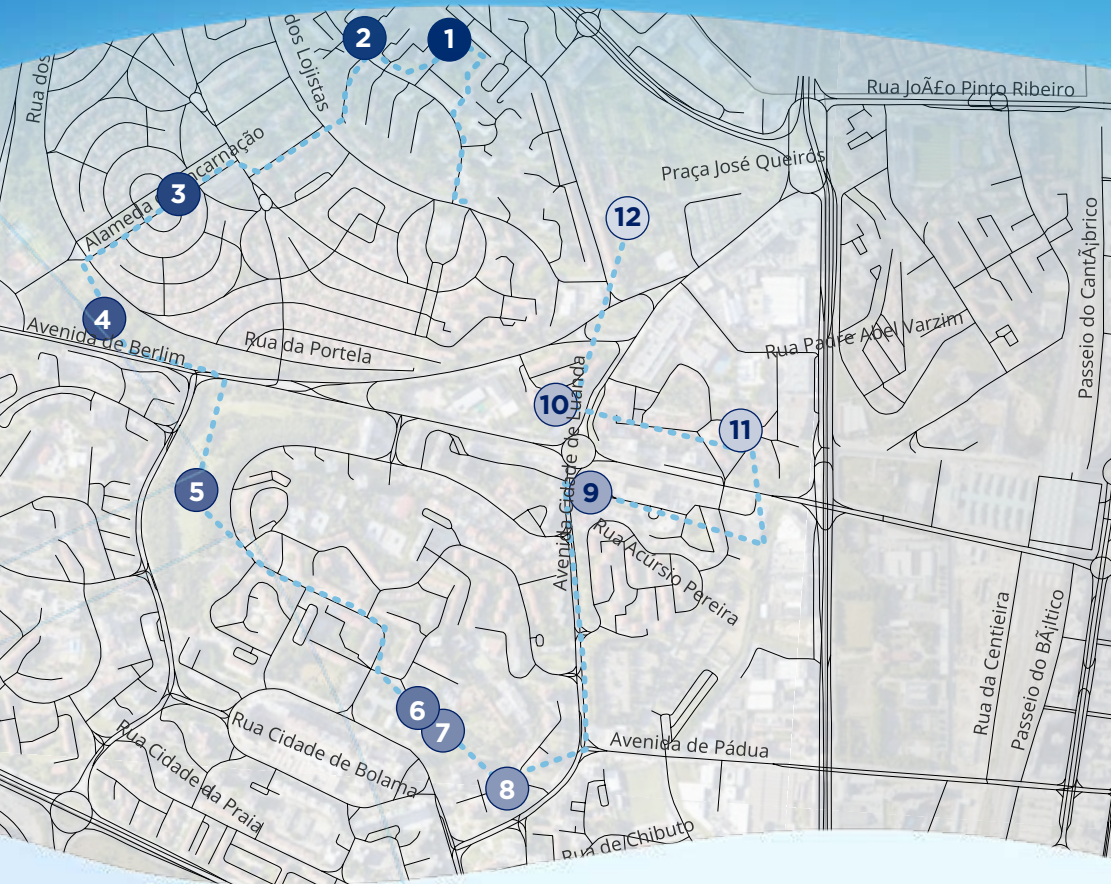 2
1
dos Lojistas
Rua dos
Rua JoÃ£o Pinto Ribeiro
Praça José Queirós
3
Alameda
ncarnação
12
Passeio do CantÃ¡brico
4
Avenida de Berlim
Rua da Portela
Rua Padre Abel Varzim
10
11
Avenida Cidade de Luanda
5
9
Rua Acúrsio Pereira
Rua da Centieira
Passeio do BÃ¡ltico
6
7
Rua Cidade de Bolama
Rua Cidade da Praia
Avenida de Pádua
8
Rua de Chibuto